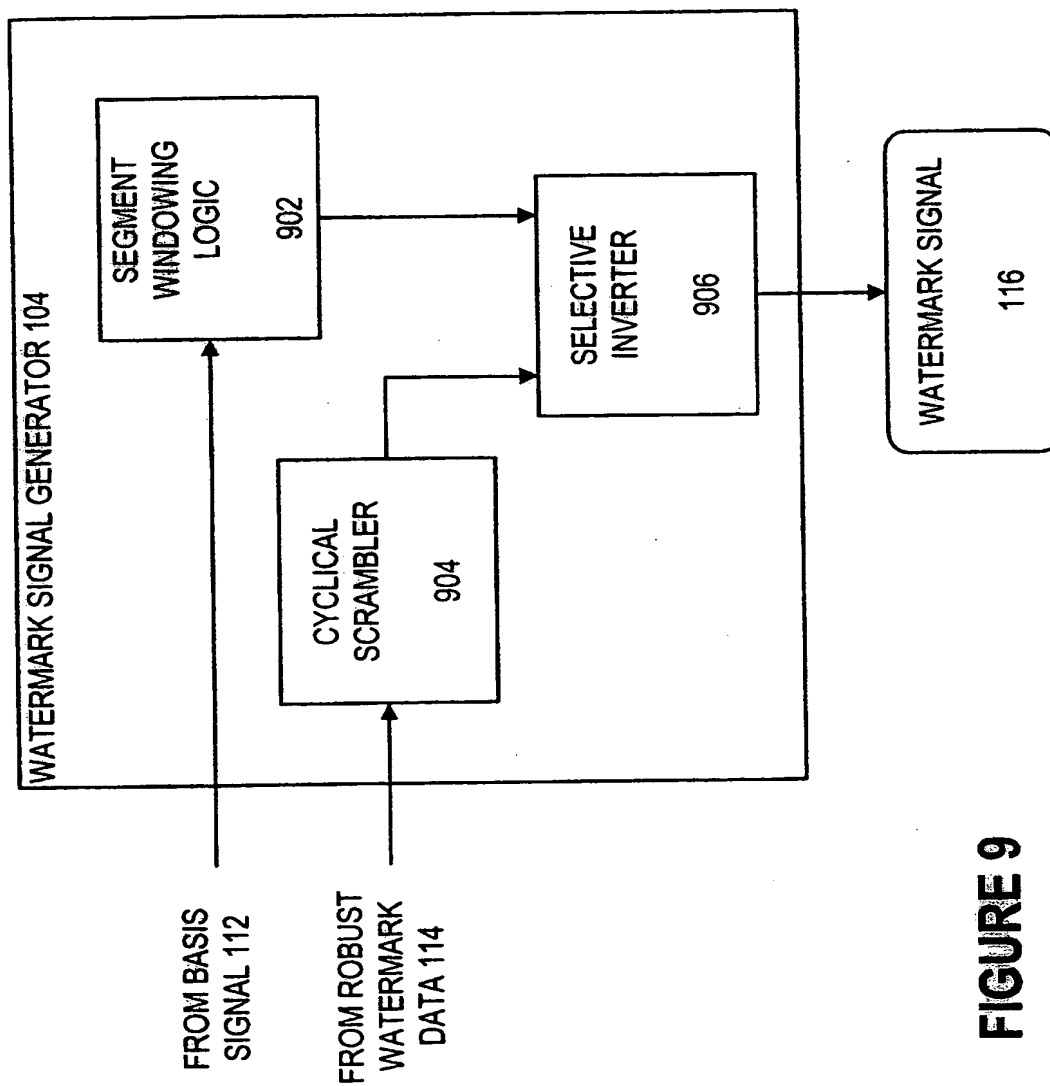 WATERMARK SIGNAL GENERATOR 104
SEGMENT
WINDOWING
LOGIC
902
CYCLICAL
SCRAMBLER
904
SELECTIVE
INVERTER
906
FROM BASIS
SIGNAL 112
FROM ROBUST
WATERMARK
DATA 114
WATERMARK SIGNAL
116
FIGURE 9